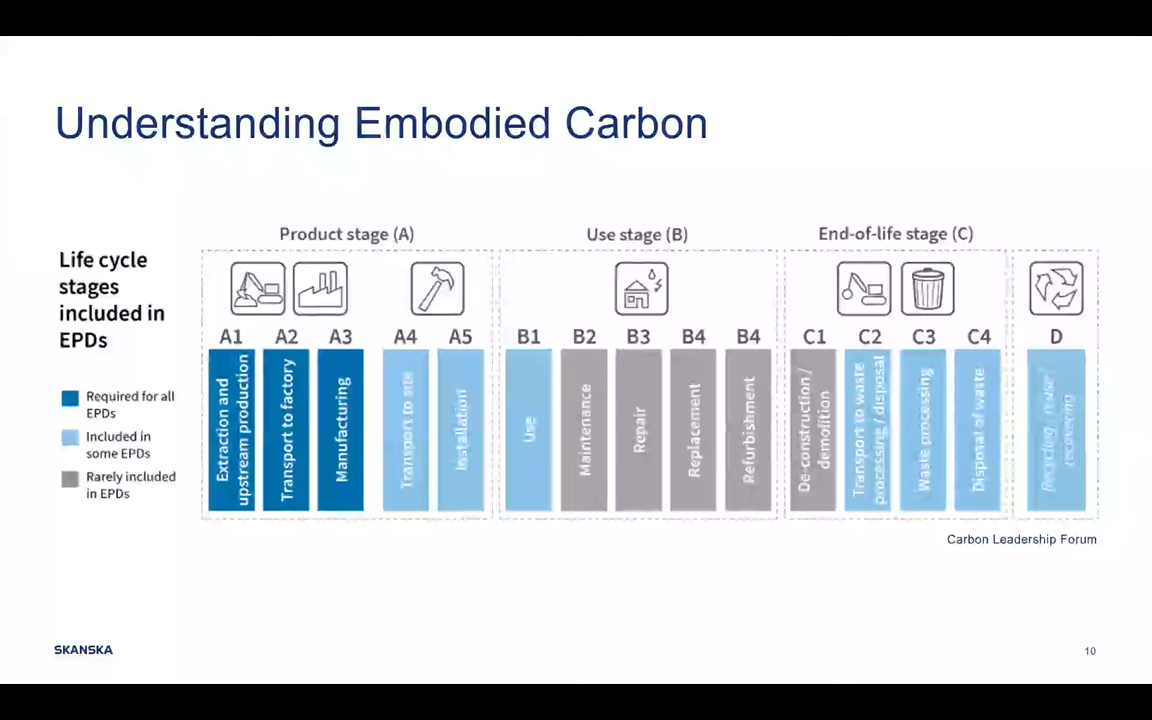 Understanding Embodied Carbon
Life cycle
stages
included in
EPDs
Required for all
EPDs
Included in
some EPDs
Rarely included
in EPDs
Product stage (A)
A1
A2
A3
A4
A5
Extraction and
upstream production
Transport to factory
Manufacturing
Transport to site
Installation
Use stage (B)
B1
B2
B3
B4
B4
Use
Maintenance
Repair
Replacement
Refurbishment
End-of-life stage (C)
C1
C2
C3
C4
De-construction /
demolition
Transport to waste
processing / disposal
Waste processing
Disposal of waste
D
Recycling / reuse /
recovering
Carbon Leadership Forum
SKANSKA
10